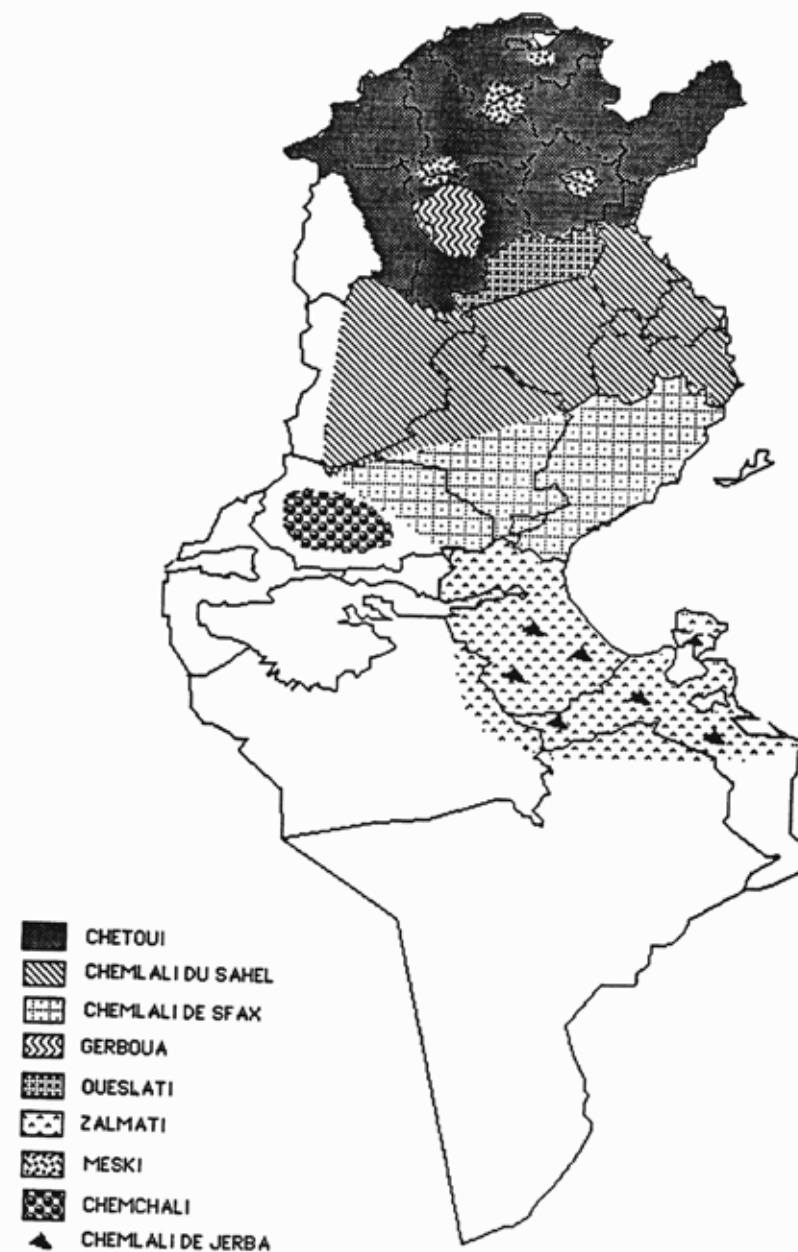 CHETOUI
CHEMLALI DU SAHEL
CHEMLALI DE SFAX
GERBOUA
OUESLATI
ZALMATI
MESKI
CHEMCHALI
CHEMLALI DE JERBA